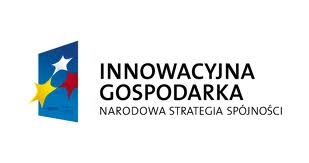 INNOWACYJNA
GOSPODARKA
NARODOWA STRATEGIA SPÓJNOŚCI